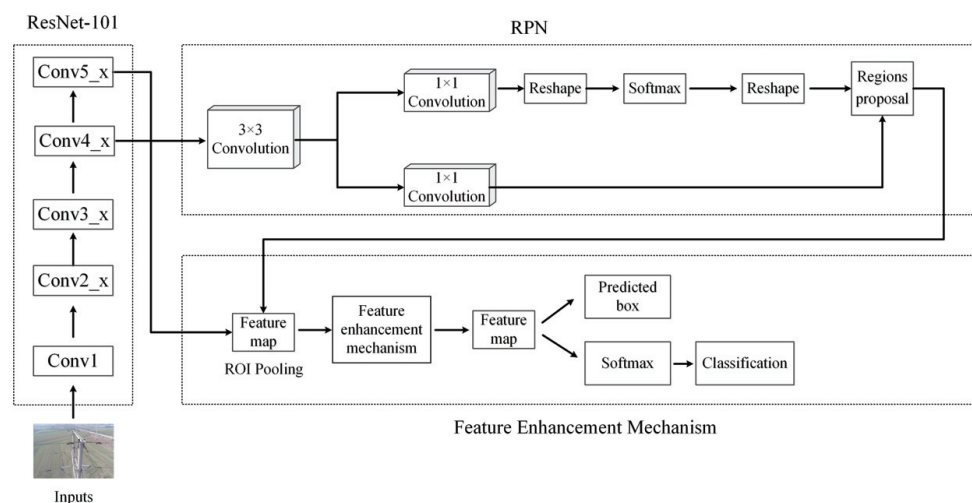 ResNet-101
Conv5_x
Conv4_x
Conv3_x
Conv2_x
Conv1
Inputs
RPN
3×3
Convolution
1×1
Convolution
Reshape
Softmax
Reshape
Regions
proposal
1×1
Convolution
Feature
map
ROI Pooling
Feature
enhancement
mechanism
Feature
map
Predicted
box
Softmax
Classification
Feature Enhancement Mechanism